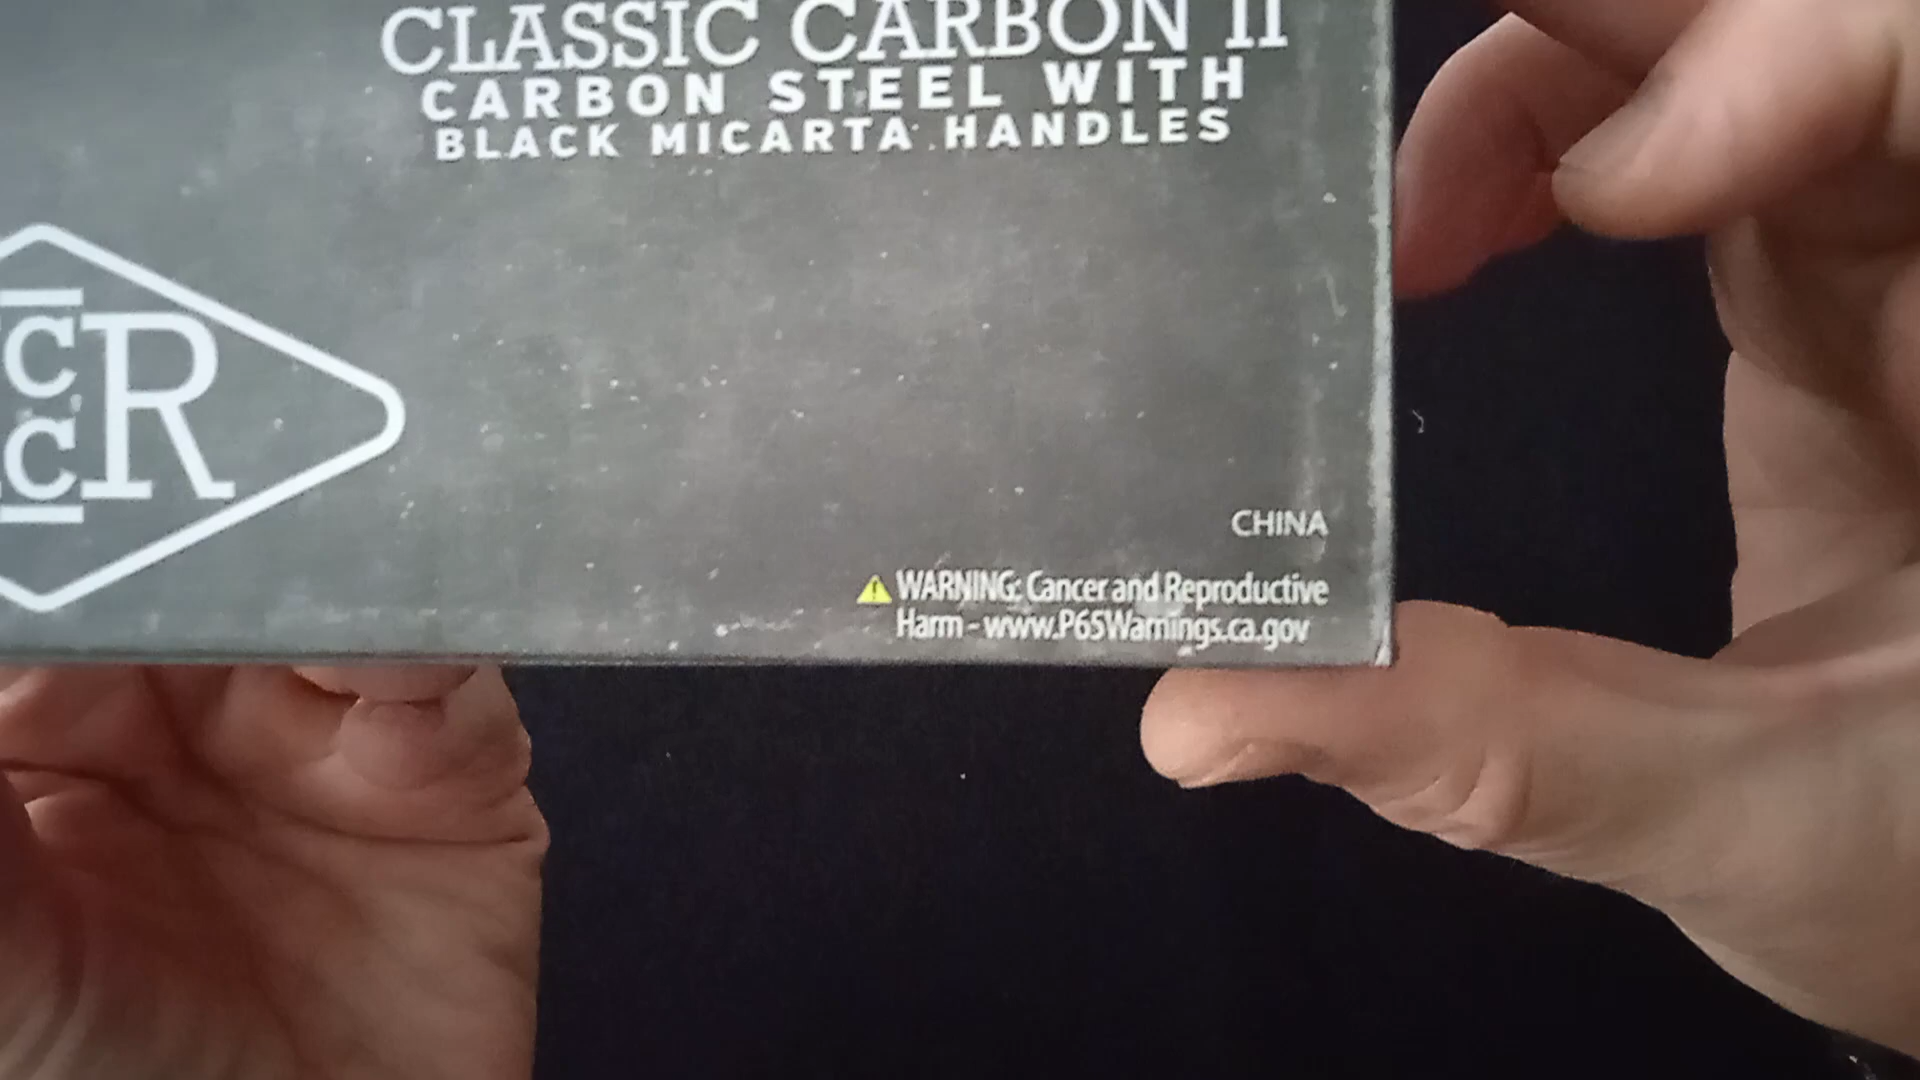 CLASSIC CARBON II
CARBON STEEL WITH
BLACK MICARTA HANDLES
C
C
R
CHINA
WARNING: Cancer and Reproductive
Harm - www.P65Warnings.ca.gov